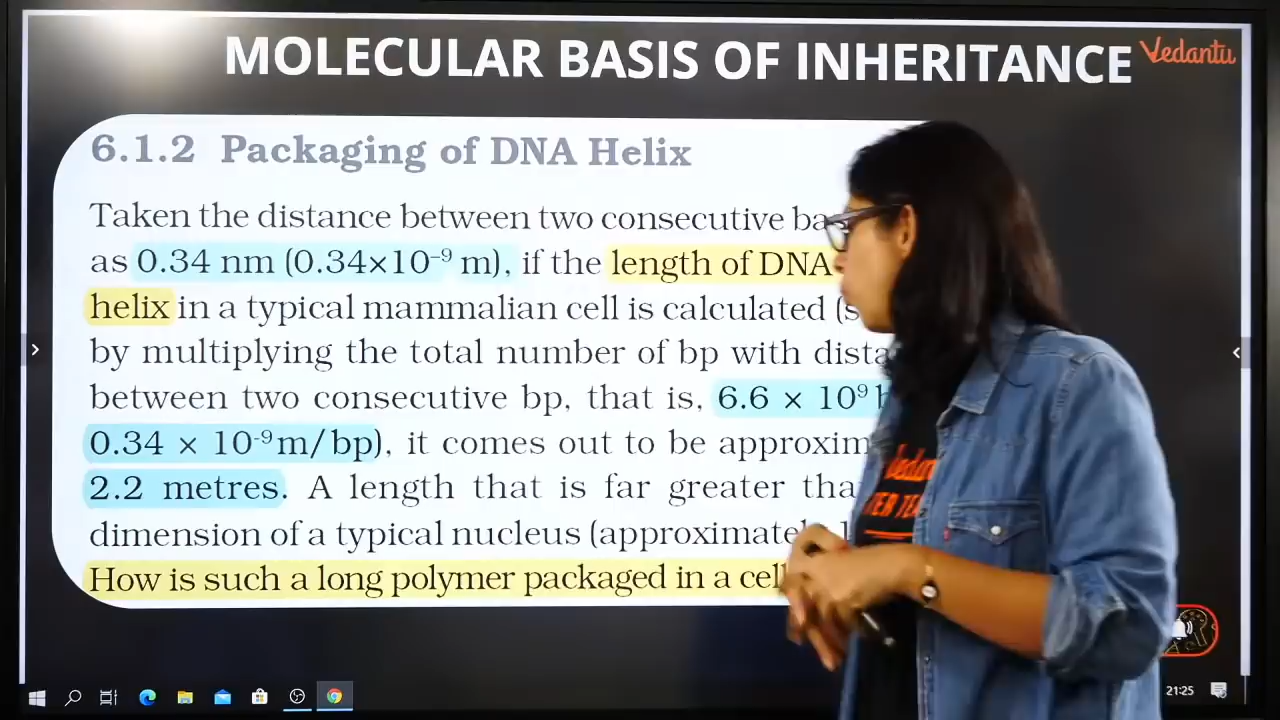 MOLECULAR BASIS OF INHERITANCE
Vedantu
6.1.2 Packaging of DNA Helix
Taken the distance between two consecutive
as 0.34 nm (0.34×10⁻⁹ m), if the length of DNA
helix in a typical mammalian cell is calculated
by multiplying the total number of bp with
between two consecutive bp, that is, 6.6 × 10⁹
0.34 × 10⁻⁹m/bp), it comes out to be
2.2 metres. A length that is far greater
dimension of a typical nucleus
How is such a long polymer packaged in a
21:25